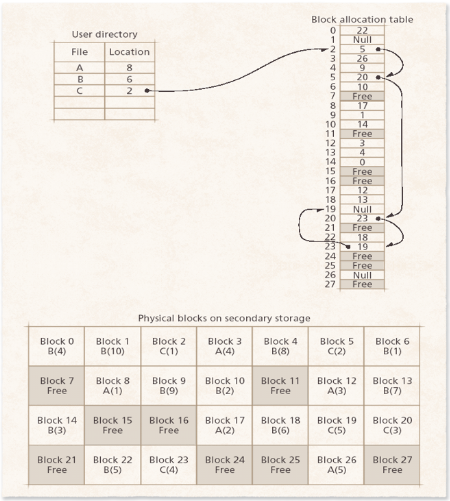 User directory
File Location
A 8
B 6
C 2
Block allocation table
0 22
1 Null
2 5
3 26
4 9
5 20
6 10
7 Free
8 17
9 1
10 14
11 Free
12 3
13 4
14 0
15 Free
16 Free
17 12
18 13
19 Null
20 23
21 Free
22 18
23 19
24 Free
25 Free
26 Null
27 Free
Physical blocks on secondary storage
Block 0 Block 1 Block 2 Block 3 Block 4 Block 5 Block 6
B(4) B(10) C(1) A(4) B(8) C(2) B(1)
Block 7 Block 8 Block 9 Block 10 Block 11 Block 12 Block 13
Free A(1) B(9) B(2) Free A(3) B(7)
Block 14 Block 15 Block 16 Block 17 Block 18 Block 19 Block 20
B(3) Free Free A(2) B(6) C(5) C(3)
Block 21 Block 22 Block 23 Block 24 Block 25 Block 26 Block 27
Free B(5) C(4) Free Free A(5) Free